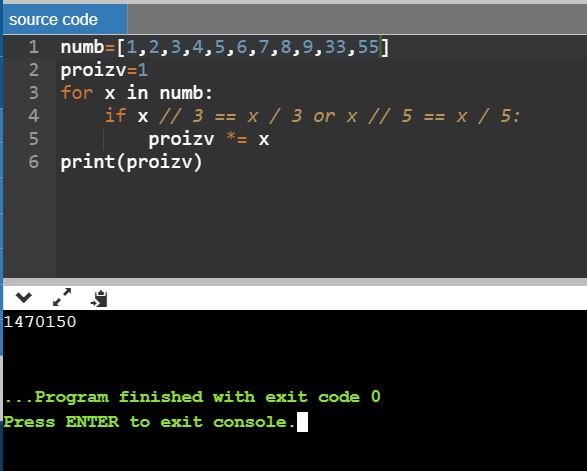 source code
1 numb=[1,2,3,4,5,6,7,8,9,33,55]
2 proizv=1
3 for x in numb:
4     if x // 3 == x / 3 or x // 5 == x / 5:
5         proizv *= x
6 print(proizv)
1470150
...Program finished with exit code 0
Press ENTER to exit console.